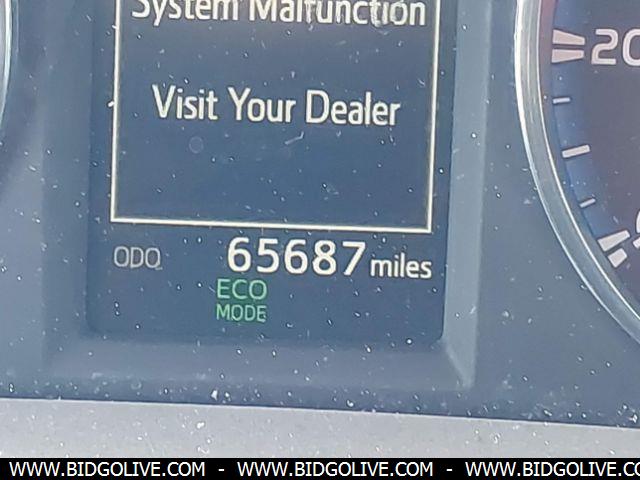 System Malfunction
Visit Your Dealer
ODO 65687 miles
ECO
MODE
20
WWW.BIDGOLIVE.COM - WWW.BIDGOLIVE.COM - WWW.BIDGOLIVE.COM